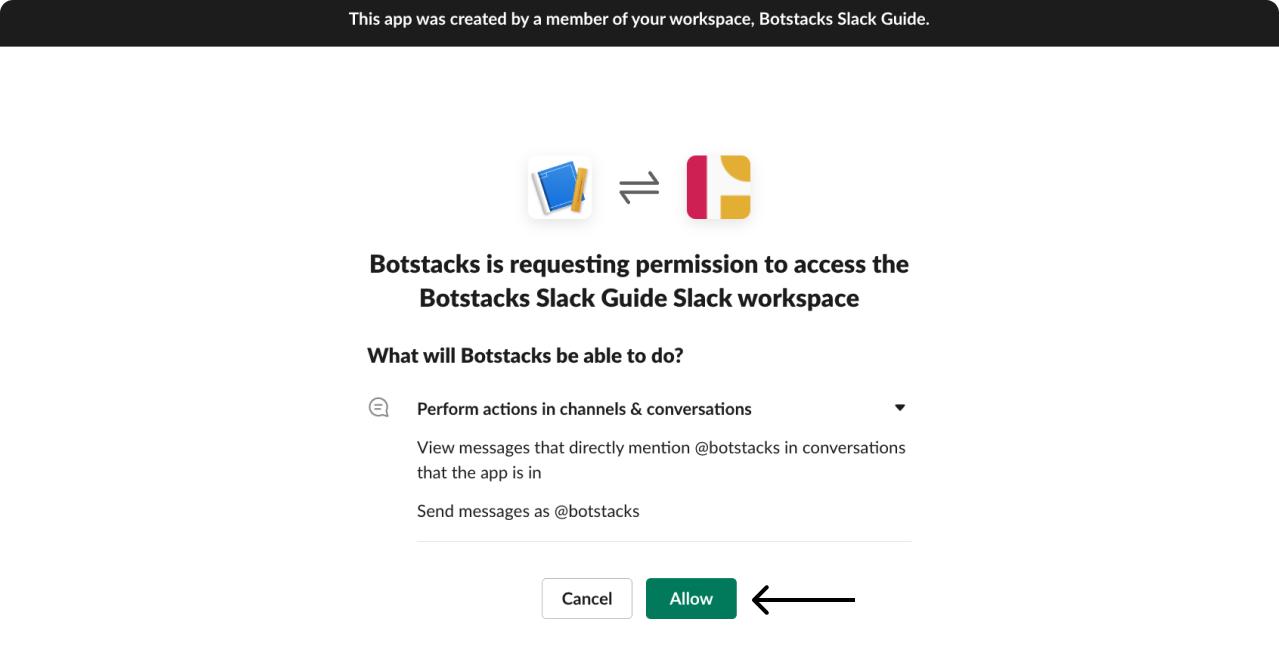 This app was created by a member of your workspace, Botstacks Slack Guide.
Botstacks is requesting permission to access the
Botstacks Slack Guide Slack workspace
What will Botstacks be able to do?
Perform actions in channels & conversations
View messages that directly mention @botstacks in conversations
that the app is in
Send messages as @botstacks
Cancel
Allow